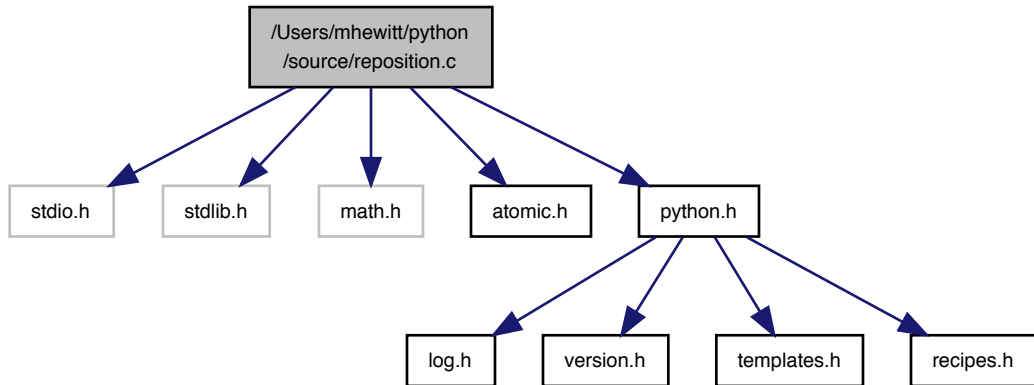 /Users/mhewitt/python
/source/reposition.c
stdio.h
stdlib.h
math.h
atomic.h
python.h
log.h
version.h
templates.h
recipes.h